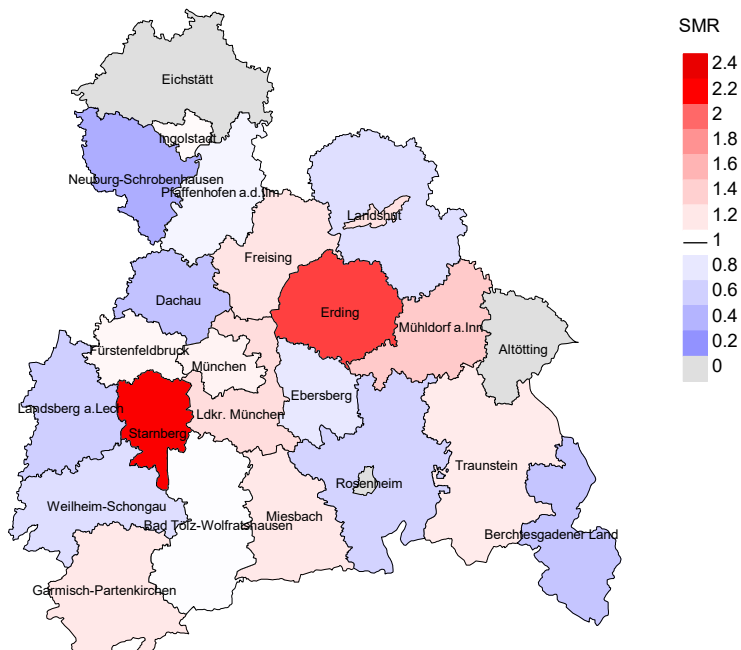 SMR
2.4
2.2
2
1.8
1.6
1.4
1.2
1
0.8
0.6
0.4
0.2
0
Eichstätt
Ingolstadt
Neuburg-Schrobenhausen
Pfaffenhofen a.d.Ilm
Landshut
Freising
Dachau
Erding
Mühldorf a.Inn
Altötting
Fürstenfeldbruck
München
Ebersberg
Landsberg a.Lech
Ldkr. München
Starnberg
Traunstein
Rosenheim
Weilheim-Schongau
Miesbach
Bad Tölz-Wolfratshausen
Berchtesgadener Land
Garmisch-Partenkirchen